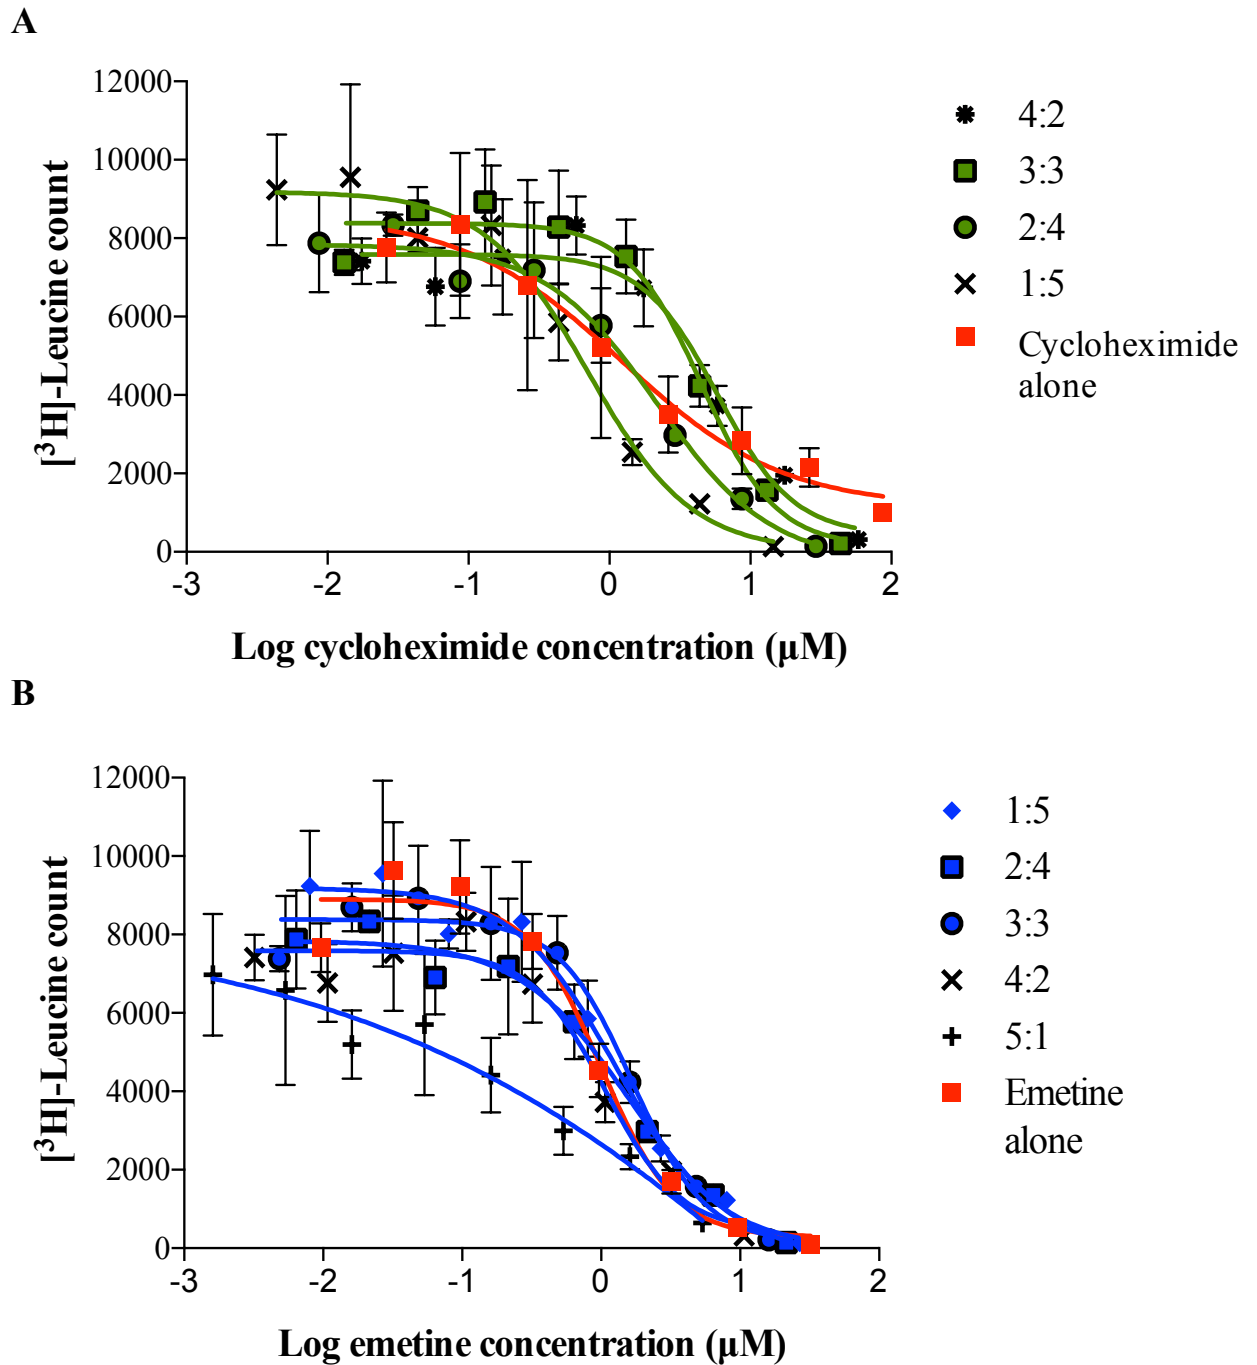 A
12000
10000
8000
6000
4000
2000
0
[³H]-Leucine count
-3 -2 -1 0 1 2
Log cycloheximide concentration (µM)
4:2
3:3
2:4
1:5
Cycloheximide
alone
B
12000
10000
8000
6000
4000
2000
0
[³H]-Leucine count
-3 -2 -1 0 1 2
Log emetine concentration (µM)
1:5
2:4
3:3
4:2
5:1
Emetine
alone